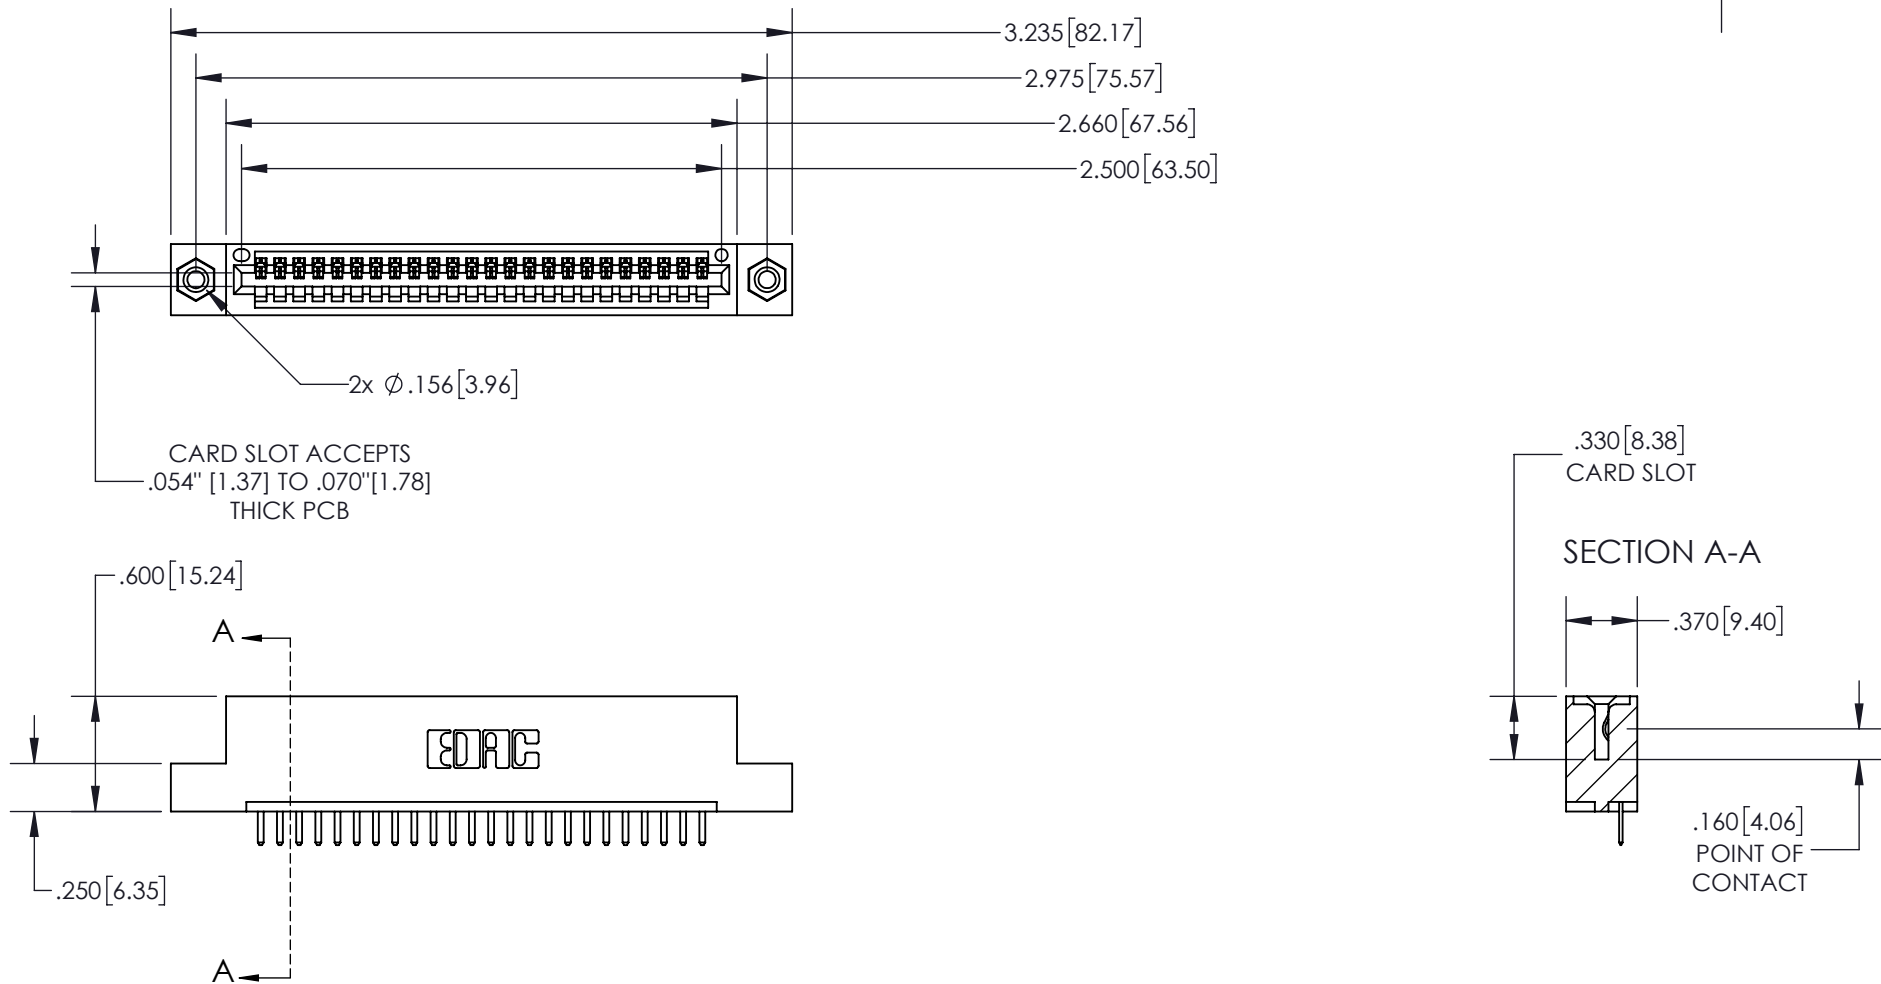 3.235[82.17]
2.975[75.57]
2.660[67.56]
2.500[63.50]
2x Ø.156[3.96]
CARD SLOT ACCEPTS
.054" [1.37] TO .070"[1.78]
THICK PCB
.330[8.38]
CARD SLOT
SECTION A-A
.600[15.24]
.370[9.40]
A
EDAC
.160[4.06]
POINT OF
CONTACT
.250[6.35]
A